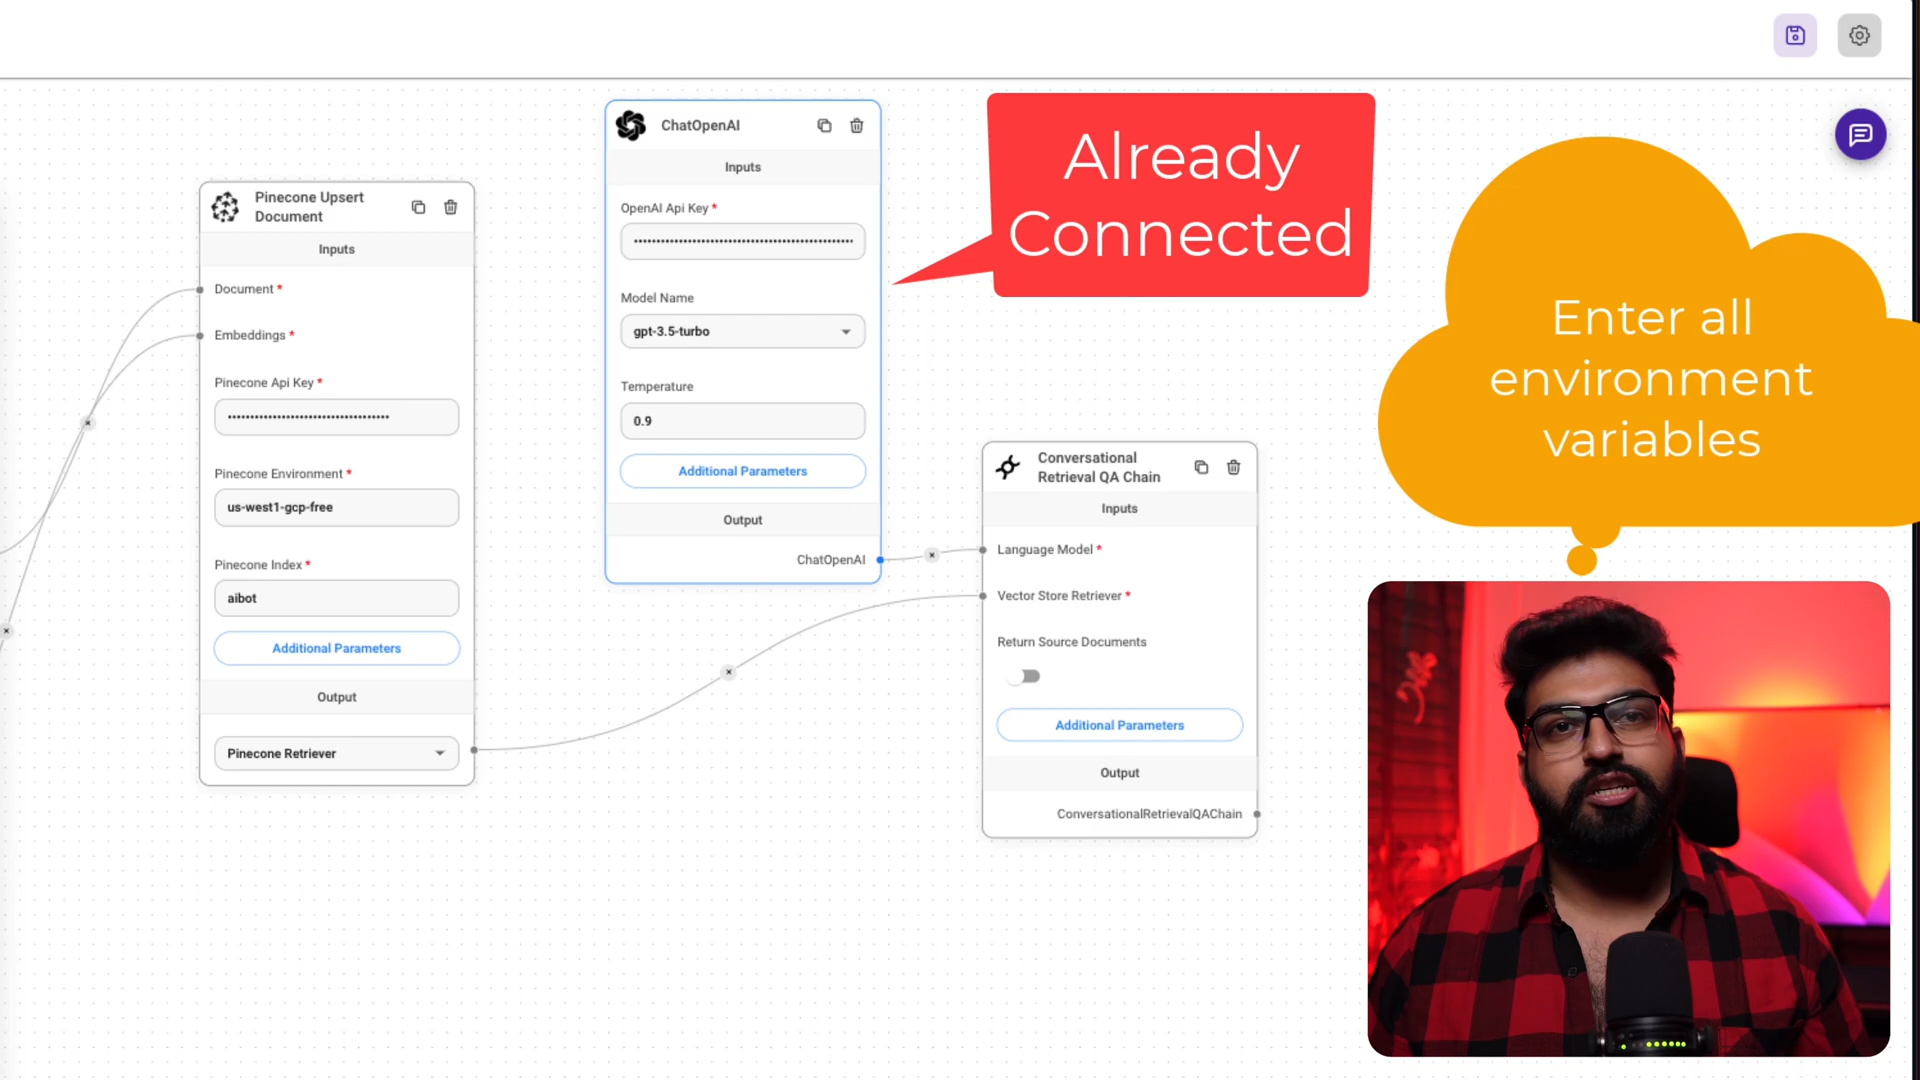 Pinecone Upsert
Document
Inputs
Document *
Embeddings *
Pinecone Api Key *
••••••••••••••••••••••••••••••••••••
Pinecone Environment *
us-west1-gcp-free
Pinecone Index *
aibot
Additional Parameters
Output
Pinecone Retriever
ChatOpenAI
Inputs
OpenAI Api Key *
•••••••••••••••••••••••••••••••••••••••••••••••••••
Model Name
gpt-3.5-turbo
Temperature
0.9
Additional Parameters
Output
ChatOpenAI
Already
Connected
Conversational
Retrieval QA Chain
Inputs
Language Model *
Vector Store Retriever *
Return Source Documents
Additional Parameters
Output
ConversationalRetrievalQAChain
Enter all
environment
variables